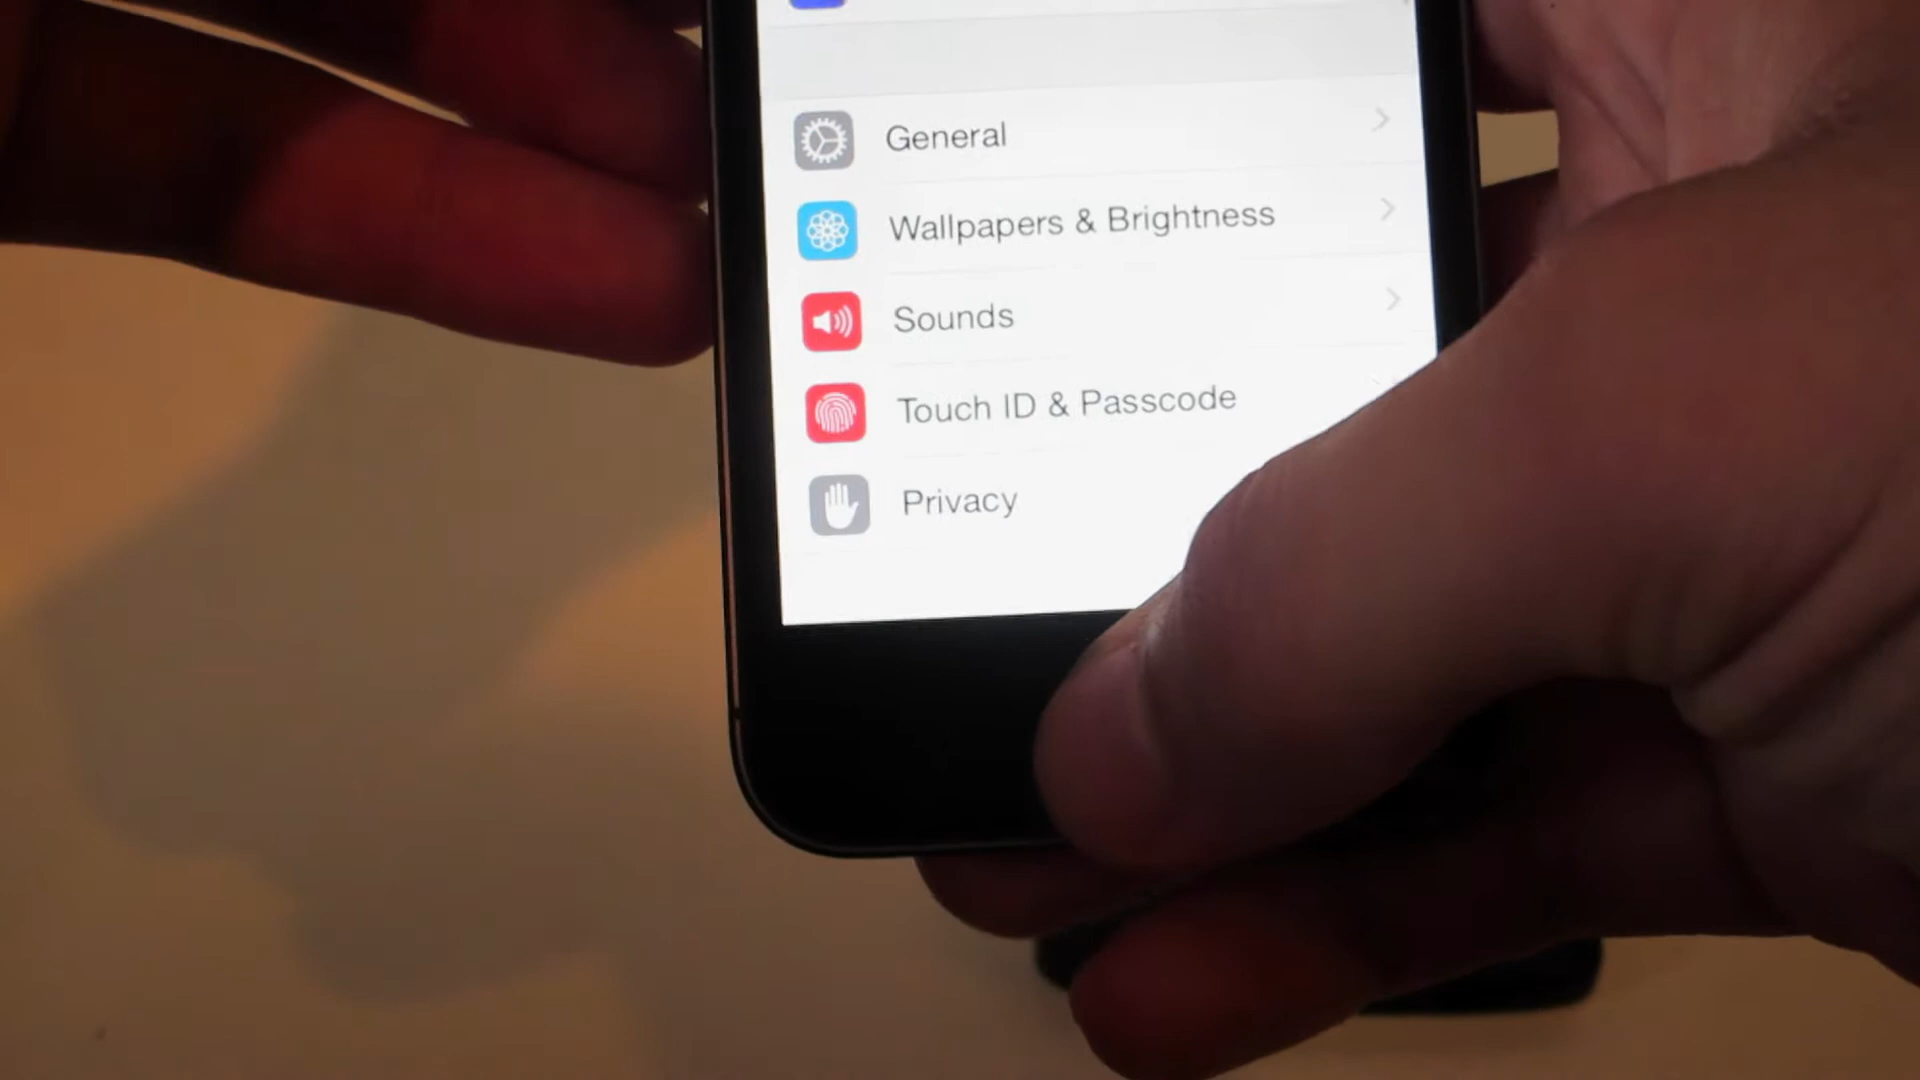 General
Wallpapers & Brightness
Sounds
Touch ID & Passcode
Privacy